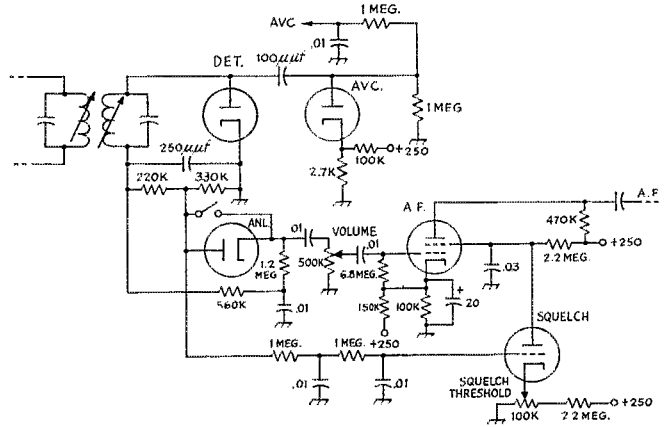 1 MEG.
AVC
.01
DET.
100µµf
AVC.
1 MEG
100K
+250
2.7K
250µµf
220K
330K
ANL
.01
VOLUME
.01
A.F.
A.F.
470K
+250
2.2 MEG.
.03
1.2 MEG
500K
6.8 MEG.
150K
100K
+
20
560K
.01
+250
SQUELCH
1 MEG.
1 MEG.
.01
.01
SQUELCH THRESHOLD
100K
2.2 MEG.
+250